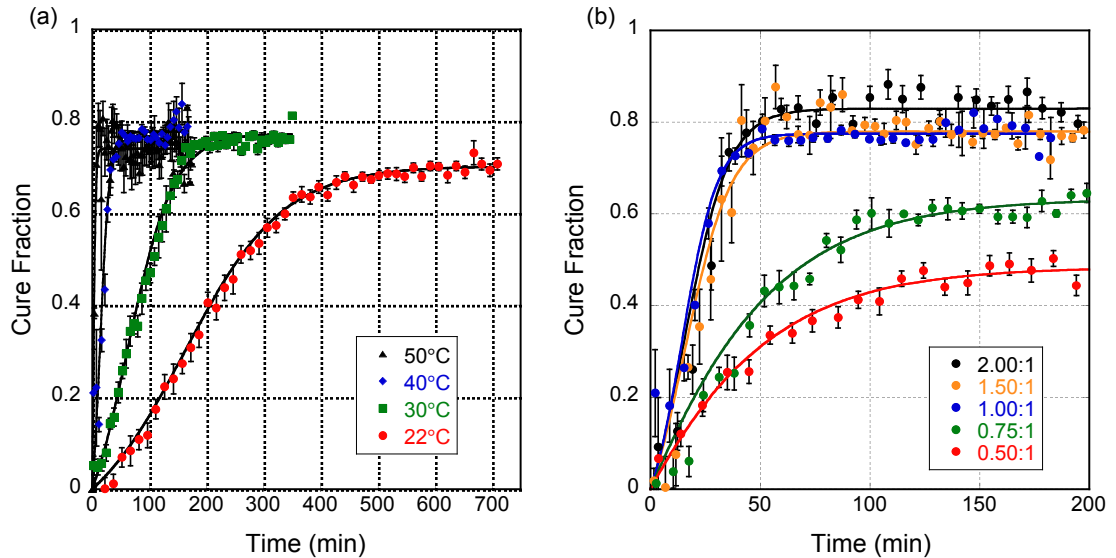 (a)
1
0.8
0.6
0.4
0.2
0
Cure Fraction
0 100 200 300 400 500 600 700
Time (min)
50°C
40°C
30°C
22°C
(b)
1
0.8
0.6
0.4
0.2
0
Cure Fraction
0 50 100 150 200
Time (min)
2.00:1
1.50:1
1.00:1
0.75:1
0.50:1